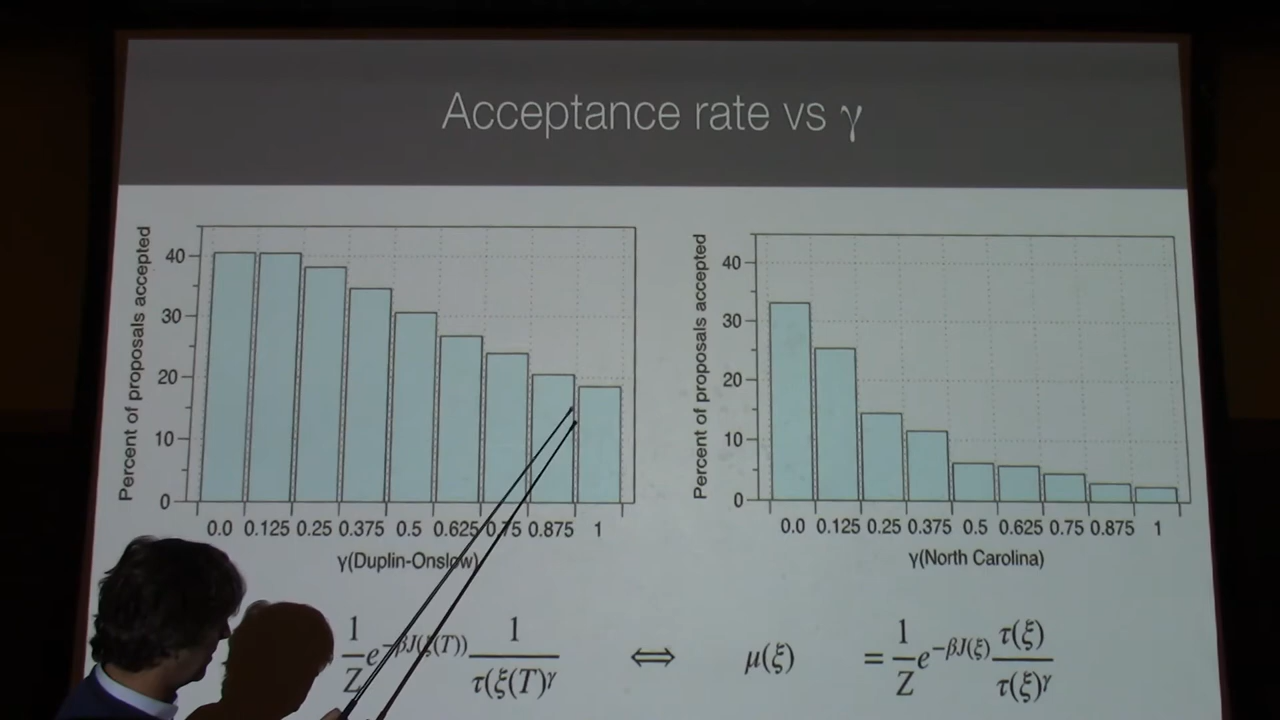 Acceptance rate vs γ
Percent of proposals accepted
40
30
20
10
0
0.0 0.125 0.25 0.375 0.5 0.625 0.75 0.875 1
γ(Duplin-Onslow)
Percent of proposals accepted
40
30
20
10
0
0.0 0.125 0.25 0.375 0.5 0.625 0.75 0.875 1
γ(North Carolina)
1/Z e^{-βJ(ξ(T))} 1/τ(ξ(T)^γ ⟺ μ(ξ) = 1/Z e^{-βJ(ξ)} τ(ξ)/τ(ξ)^γ